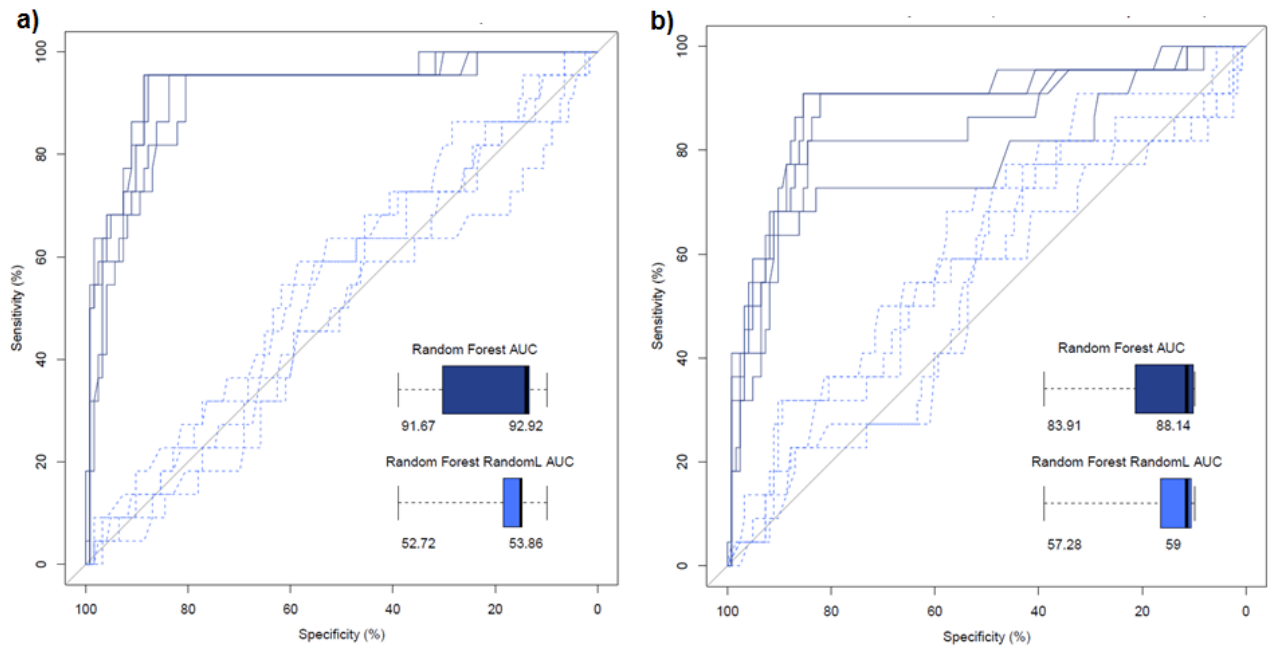 a)
100
80
60
40
20
0
Sensitivity (%)
Random Forest AUC
91.67 92.92
Random Forest RandomL AUC
52.72 53.86
100 80 60 40 20 0
Specificity (%)
b)
100
80
60
40
20
0
Sensitivity (%)
Random Forest AUC
83.91 88.14
Random Forest RandomL AUC
57.28 59
100 80 60 40 20 0
Specificity (%)